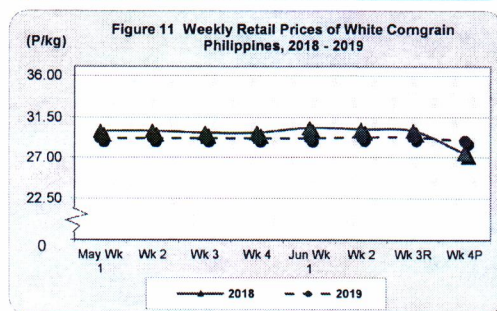 Figure 11 Weekly Retail Prices of White Corngrain
Philippines, 2018 - 2019
(P/kg)
36.00
31.50
27.00
22.50
0
May Wk 1
Wk 2
Wk 3
Wk 4
Jun Wk 1
Wk 2
Wk 3R
Wk 4P
2018
2019